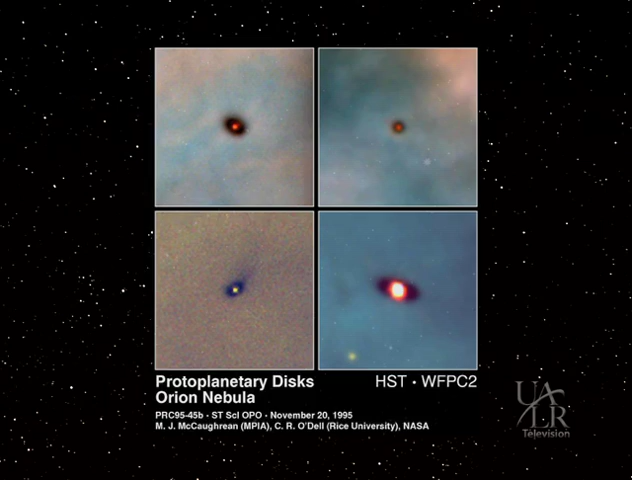 Protoplanetary Disks
Orion Nebula
HST · WFPC2
PRC95-45b · ST ScI OPO · November 20, 1995
M. J. McCaughrean (MPIA), C. R. O'Dell (Rice University), NASA
UALR
Television